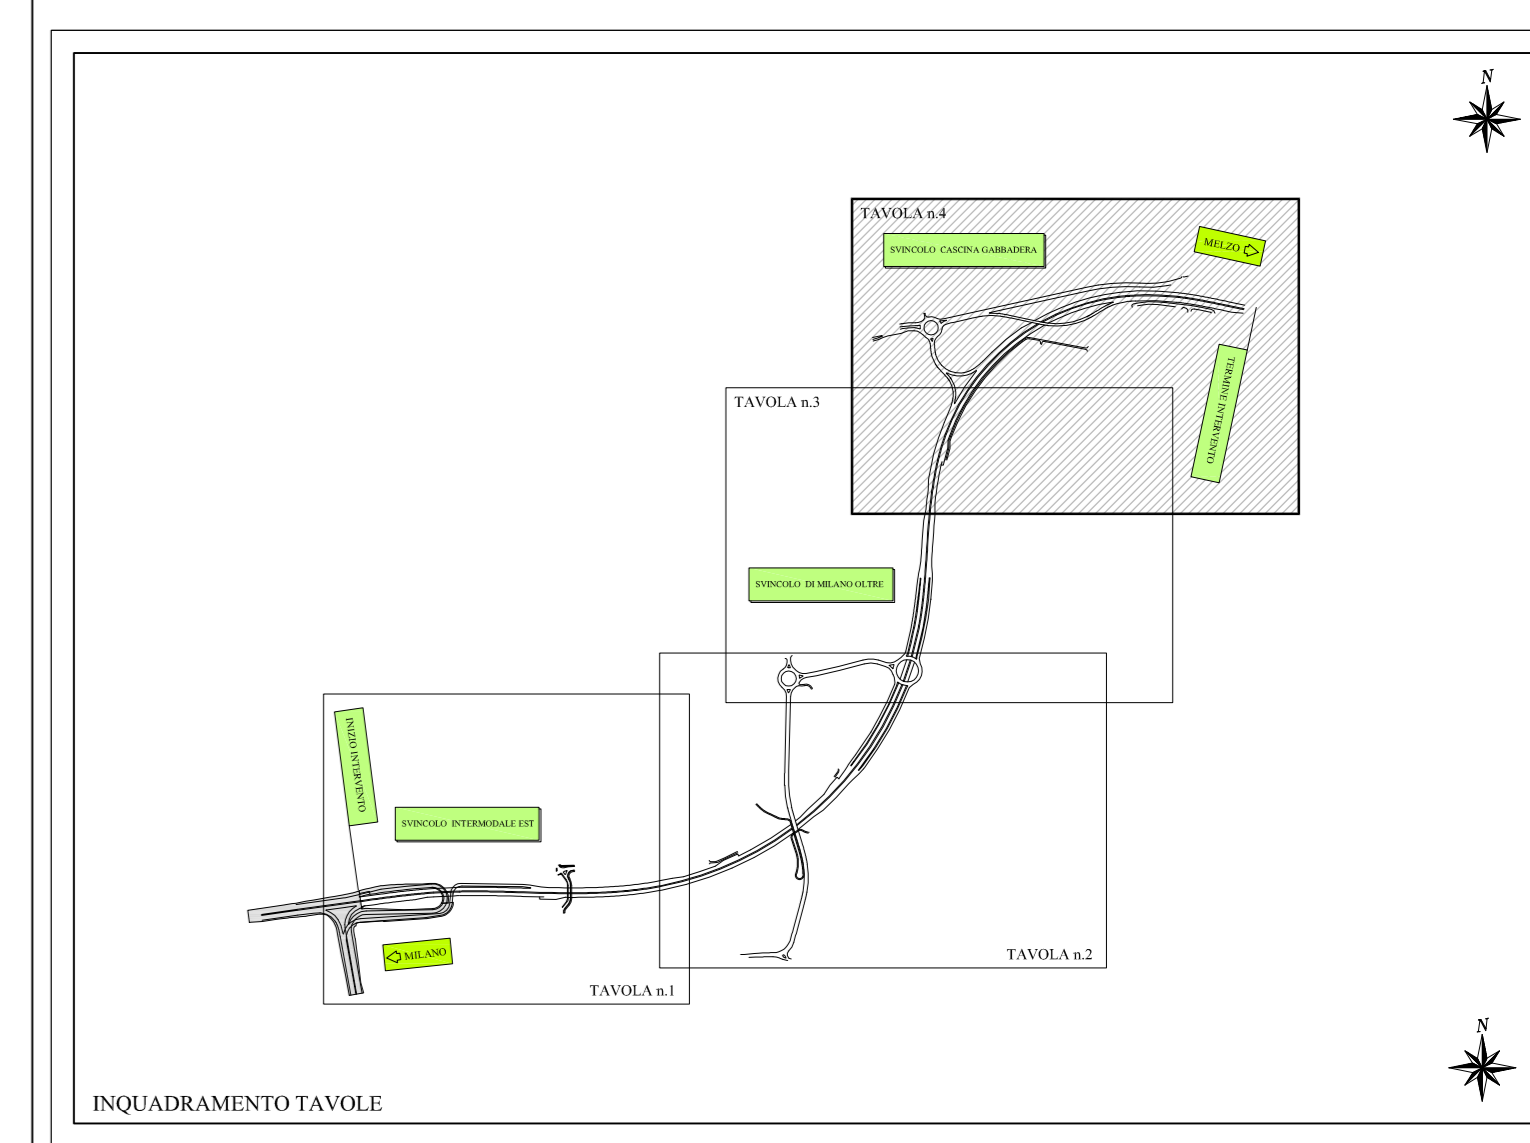 N
TAVOLA n.4
SVINCOLO CASCINA GABBADERA
MELZO
TERMINE INTERVENTO
TAVOLA n.3
SVINCOLO DI MILANO OLTRE
INIZIO INTERVENTO
SVINCOLO INTERMODALE EST
MILANO
TAVOLA n.2
TAVOLA n.1
N
INQUADRAMENTO TAVOLE